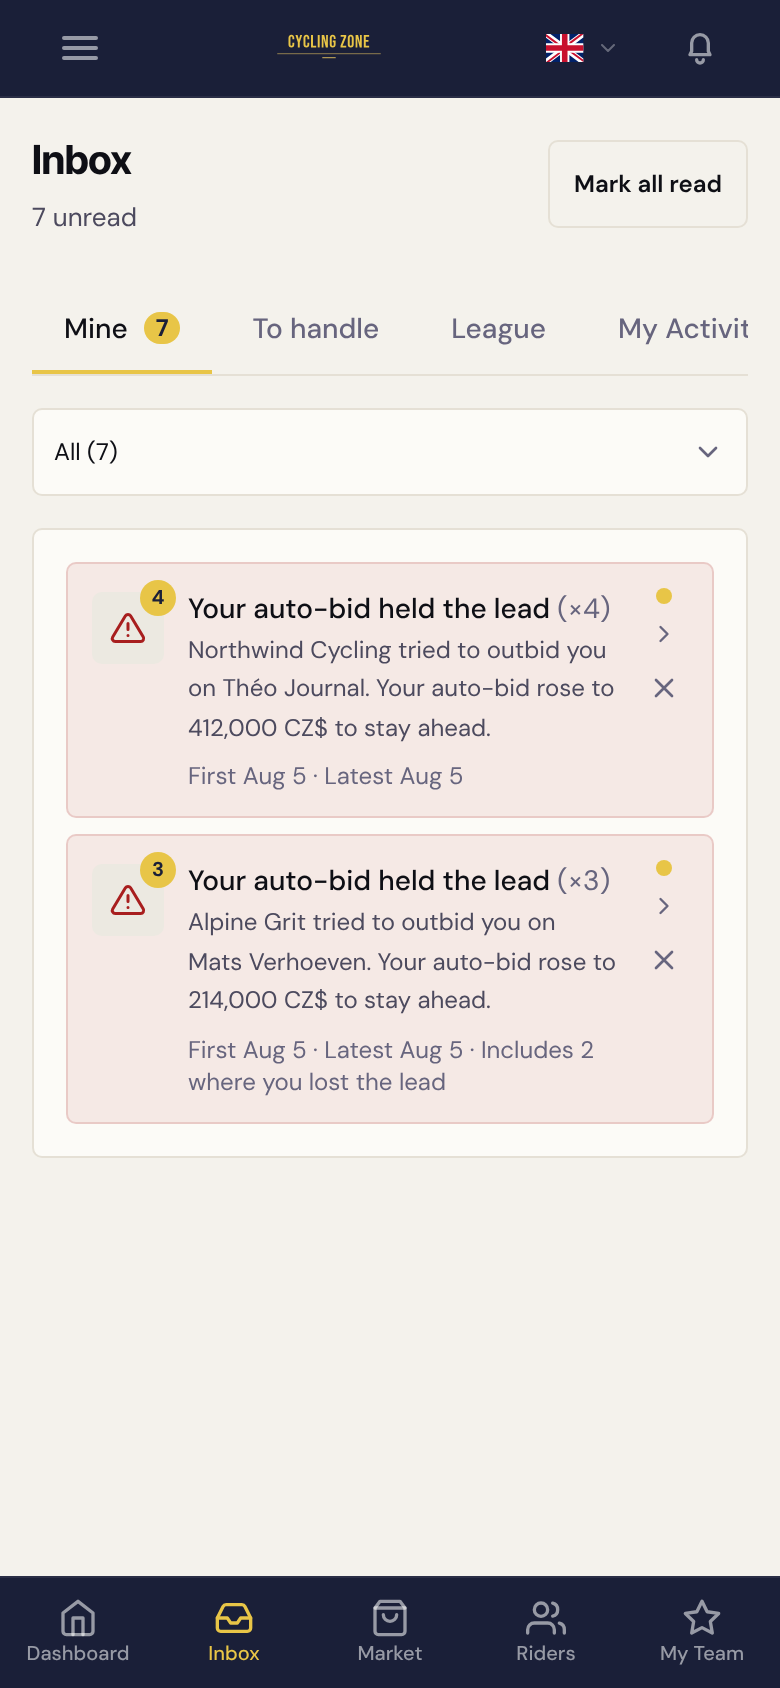 CYCLING ZONE
Inbox
Mark all read
7 unread
Mine 7 To handle League My Activit
All (7)
4
Your auto-bid held the lead (×4)
Northwind Cycling tried to outbid you
on Théo Journal. Your auto-bid rose to
412,000 CZ$ to stay ahead.
First Aug 5 · Latest Aug 5
3
Your auto-bid held the lead (×3)
Alpine Grit tried to outbid you on
Mats Verhoeven. Your auto-bid rose to
214,000 CZ$ to stay ahead.
First Aug 5 · Latest Aug 5 · Includes 2
where you lost the lead
Dashboard Inbox Market Riders My Team